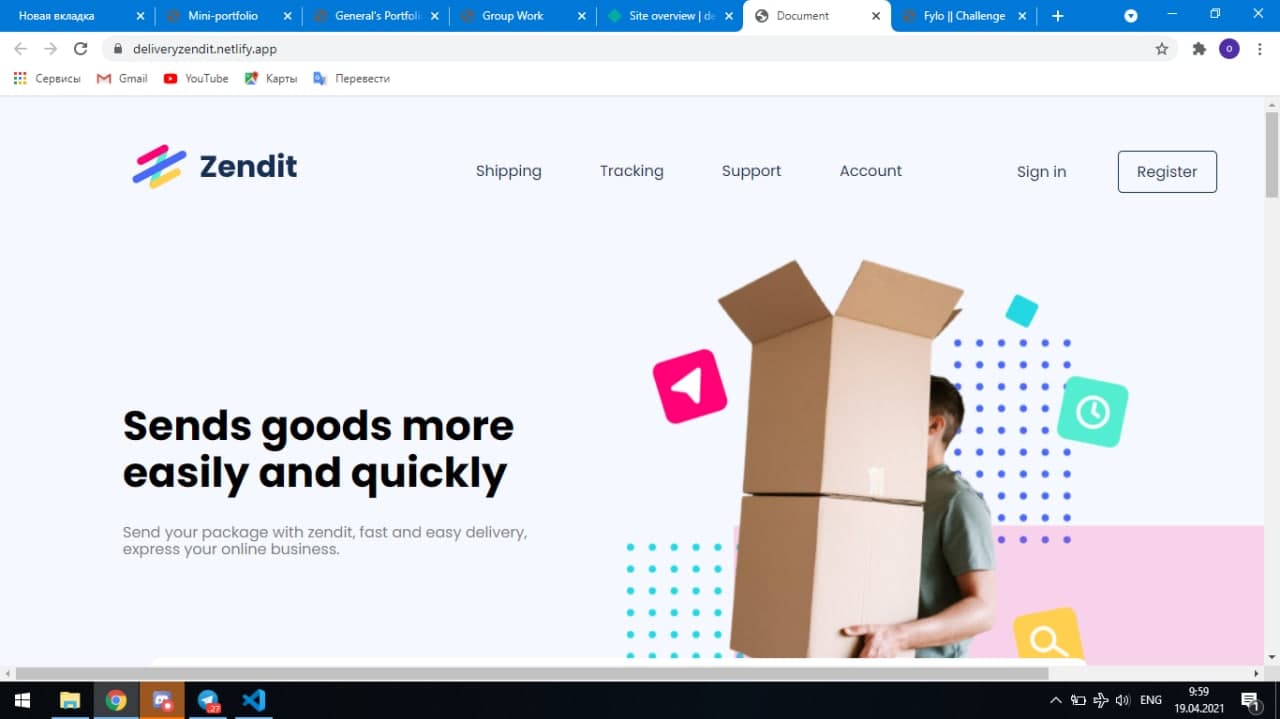 Новая вкладка
Mini-portfolio
General's Portfoli
Group Work
Site overview | de
Document
Fylo || Challenge
deliveryzendit.netlify.app
o
Сервисы
Gmail
YouTube
Карты
Перевести
Zendit
Shipping
Tracking
Support
Account
Sign in
Register
Sends goods more
easily and quickly
Send your package with zendit, fast and easy delivery,
express your online business.
ENG
9:59
19.04.2021
1